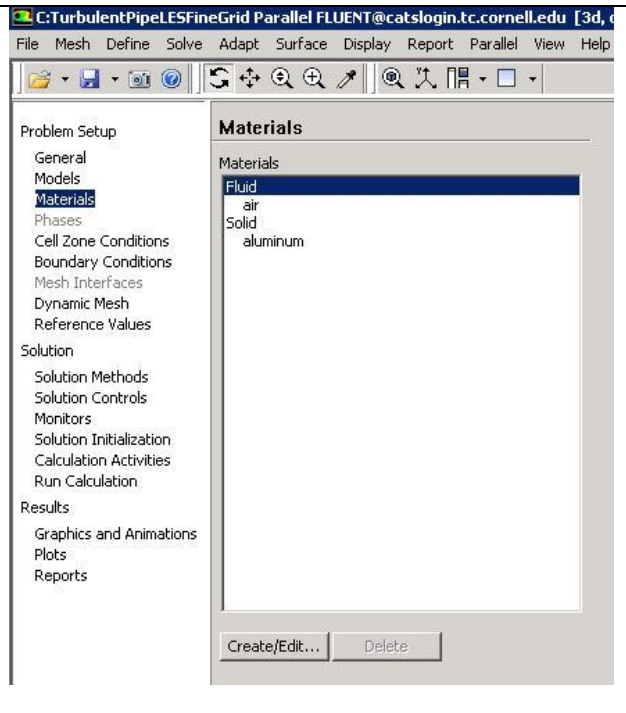 C:TurbulentPipeLESFineGrid Parallel FLUENT@catslogin.tc.cornell.edu [3d,
File Mesh Define Solve Adapt Surface Display Report Parallel View Help
Problem Setup
General
Models
Materials
Phases
Cell Zone Conditions
Boundary Conditions
Mesh Interfaces
Dynamic Mesh
Reference Values
Solution
Solution Methods
Solution Controls
Monitors
Solution Initialization
Calculation Activities
Run Calculation
Results
Graphics and Animations
Plots
Reports
Materials
Materials
Fluid
air
Solid
aluminum
Create/Edit...
Delete